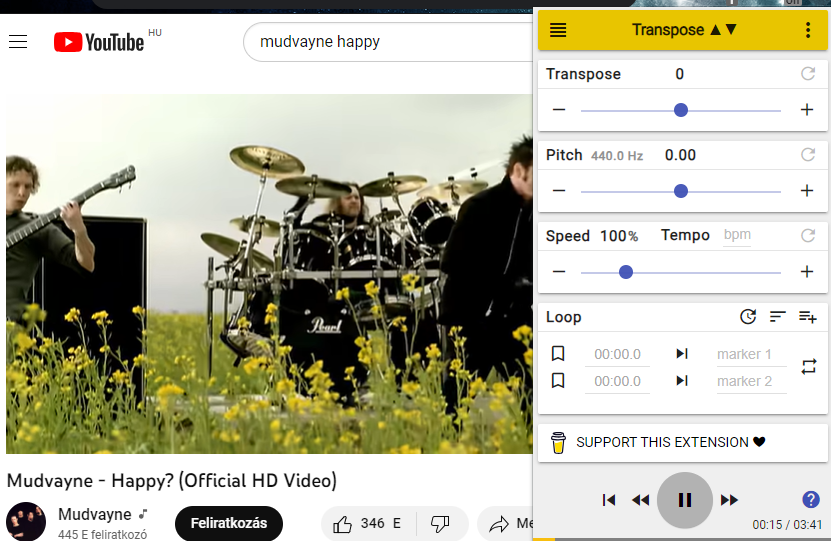 YouTube HU
mudvayne happy
Transpose ▲▼
Transpose 0
Pitch 440.0 Hz 0.00
Speed 100% Tempo bpm
Loop
00:00.0 marker 1
00:00.0 marker 2
SUPPORT THIS EXTENSION ♥
00:15 / 03:41
Pearl
Mudvayne - Happy? (Official HD Video)
Mudvayne
445 E feliratkozó
Feliratkozás
346 E